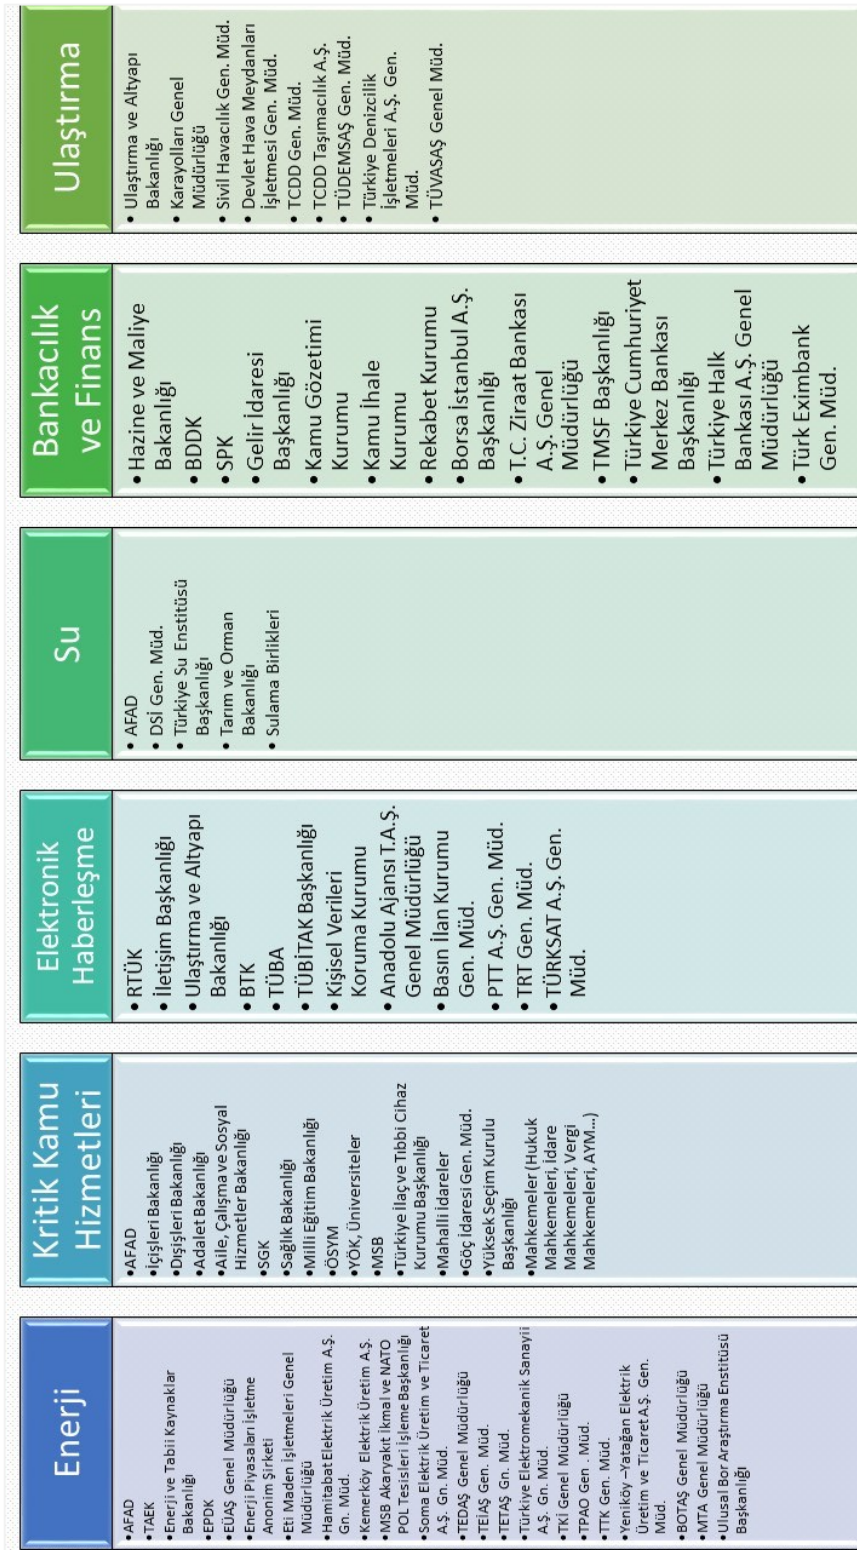 Enerji
•AFAD
•TAEK
•Enerji ve Tabii Kaynaklar
Bakanlığı
•EPDK
•EÜAŞ Genel Müdürlüğü
•Enerji Piyasaları İşletme
Anonim Şirketi
•Eti Maden İşletmeleri Genel
Müdürlüğü
•Hamitabat Elektrik Üretim A.Ş.
Gn. Müd.
•Kemerköy Elektrik Üretim A.Ş.
•MSB Akaryakıt İkmal ve NATO
POL Tesisleri İşleme Başkanlığı
•Soma Elektrik Üretim ve Ticaret
A.Ş. Gn. Müd.
•TEDAŞ Genel Müdürlüğü
•TEİAŞ Gen. Müd.
•TETAŞ Gn. Müd.
•Türkiye Elektromekanik Sanayii
A.Ş. Gn. Müd.
•TKİ Genel Müdürlüğü
•TPAO Gen . Müd.
•TTK Gen. Müd.
•Yeniköy –Yatağan Elektrik
Üretim ve Ticaret A.Ş. Gen.
Müd.
•BOTAŞ Genel Müdürlüğü
•MTA Genel Müdürlüğü
•Ulusal Bor Araştırma Enstitüsü
Başkanlığı
Kritik Kamu
Hizmetleri
•AFAD
•İçişleri Bakanlığı
•Dışişleri Bakanlığı
•Adalet Bakanlığı
•Aile, Çalışma ve Sosyal
Hizmetler Bakanlığı
•SGK
•Sağlık Bakanlığı
•Milli Eğitim Bakanlığı
•ÖSYM
•YÖK, Üniversiteler
•MSB
•Türkiye İlaç ve Tıbbi Cihaz
Kurumu Başkanlığı
•Mahalli İdareler
•Göç İdaresi Gen. Müd.
•Yüksek Seçim Kurulu
Başkanlığı
•Mahkemeler (Hukuk
Mahkemeleri, İdare
Mahkemeleri, Vergi
Mahkemeleri, AYM...)
Elektronik
Haberleşme
• RTÜK
• İletişim Başkanlığı
• Ulaştırma ve Altyapı
Bakanlığı
• BTK
• TÜBA
• TÜBİTAK Başkanlığı
• Kişisel Verileri
Koruma Kurumu
• Anadolu Ajansı T.A.Ş.
Genel Müdürlüğü
• Basın İlan Kurumu
Gen. Müd.
• PTT A.Ş. Gen. Müd.
• TRT Gen. Müd.
• TÜRKSAT A.Ş. Gen.
Müd.
Su
• AFAD
• DSİ Gen. Müd.
• Türkiye Su Enstitüsü
Başkanlığı
• Tarım ve Orman
Bakanlığı
• Sulama Birlikleri
Bankacılık
ve Finans
• Hazine ve Maliye
Bakanlığı
• BDDK
• SPK
• Gelir İdaresi
Başkanlığı
• Kamu Gözetimi
Kurumu
• Kamu İhale
Kurumu
• Rekabet Kurumu
• Borsa İstanbul A.Ş.
Başkanlığı
• T.C. Ziraat Bankası
A.Ş. Genel
Müdürlüğü
• TMSF Başkanlığı
• Türkiye Cumhuriyet
Merkez Bankası
Başkanlığı
• Türkiye Halk
Bankası A.Ş. Genel
Müdürlüğü
• Türk Eximbank
Gen. Müd.
Ulaştırma
• Ulaştırma ve Altyapı
Bakanlığı
• Karayolları Genel
Müdürlüğü
• Sivil Havacılık Gen. Müd.
• Devlet Hava Meydanları
İşletmesi Gen. Müd.
• TCDD Gen. Müd.
• TCDD Taşımacılık A.Ş.
• TÜDEMSAŞ Gen. Müd.
• Türkiye Denizcilik
İşletmeleri A.Ş. Gen.
Müd.
• TÜVASAŞ Genel Müd.